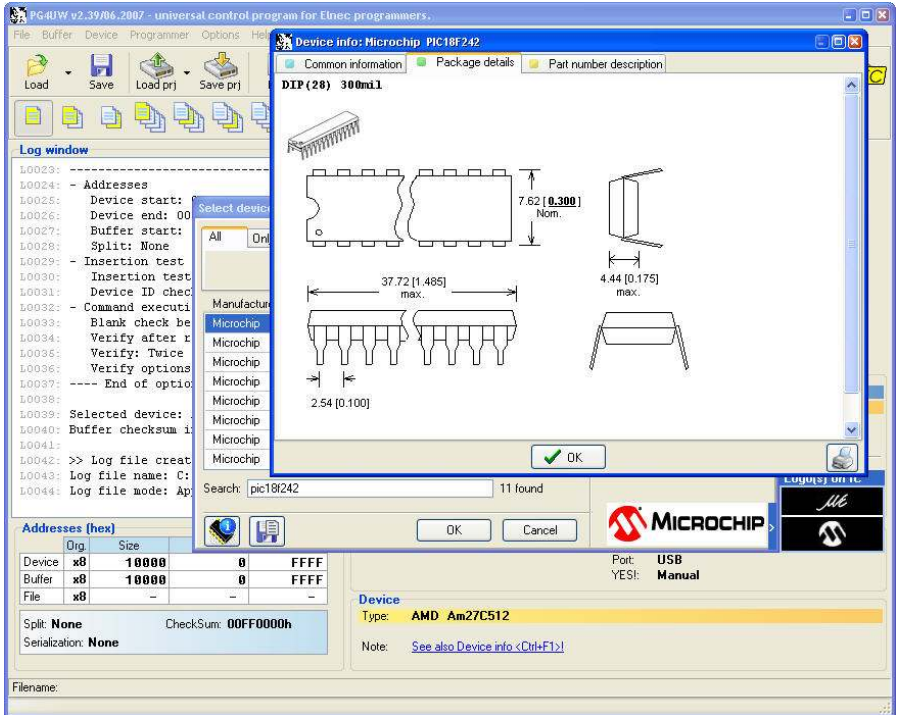 PG4UW v2.39/06.2007 - universal control program for Elnec programmers.
File Buffer Device Programmer Options Hel
Load Save Load prj Save prj
Device info: Microchip PIC18F242
Common information Package details Part number description
DIP(28) 300mil
7.62 [0.300]
Nom.
37.72 [1.485]
max.
4.44 [0.175]
max.
2.54 [0.100]
OK
Log window
L0023: ------------------------
L0024: - Addresses
L0025: Device start:
L0026: Device end: 00
L0027: Buffer start:
L0028: Split: None
L0029: - Insertion test
L0030: Insertion test
L0031: Device ID chec
L0032: - Command executi
L0033: Blank check be
L0034: Verify after r
L0035: Verify: Twice
L0036: Verify options
L0037: ---- End of optio
L0038:
L0039: Selected device:
L0040: Buffer checksum i
L0041:
L0042: >> Log file creat
L0043: Log file name: C:
L0044: Log file mode: Ap
Select device
All Onl
Manufacture
Microchip
Microchip
Microchip
Microchip
Microchip
Microchip
Microchip
Microchip
Search: pic18f242 11 found
OK Cancel
MICROCHIP
Logo(s) on IC
Addresses (hex)
Org. Size
Device x8 10000 0 FFFF
Buffer x8 10000 0 FFFF
File x8 - - -
Split: None CheckSum: 00FF0000h
Serialization: None
Port: USB
YES!: Manual
Device
Type: AMD Am27C512
Note: See also Device info <Ctrl+F1>!
Filename: